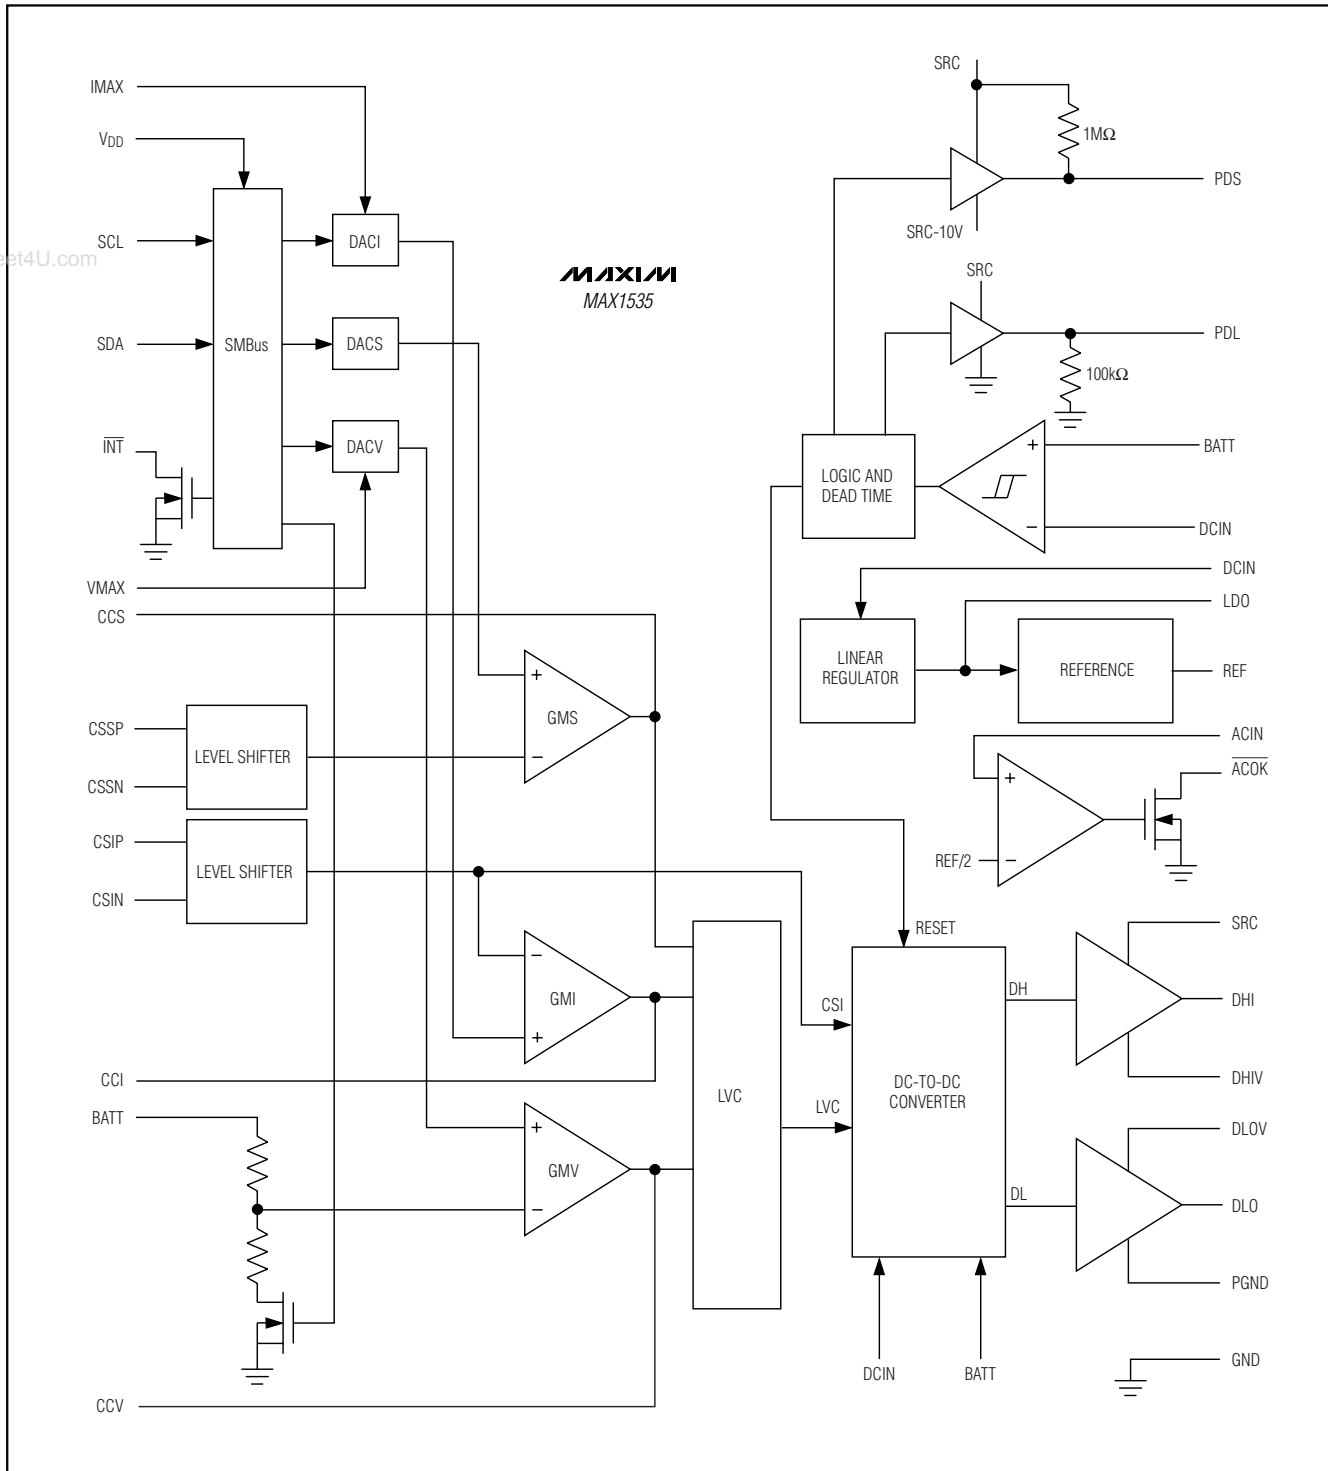 IMAX
VDD
SCL
eet4U.com
SDA
INT
VMAX
CCS
CSSP
CSSN
CSIP
CSIN
CCI
BATT
CCV
SMBus
DACI
DACS
DACV
LEVEL SHIFTER
LEVEL SHIFTER
+
GMS
−
−
GMI
+
+
GMV
−
LVC
MAXIM
MAX1535
SRC
1MΩ
PDS
SRC-10V
SRC
PDL
100kΩ
LOGIC AND
DEAD TIME
+
BATT
−
DCIN
DCIN
LDO
LINEAR
REGULATOR
REFERENCE
REF
ACIN
+
ACOK
REF/2
−
RESET
CSI
LVC
DC-TO-DC
CONVERTER
DH
DL
DCIN
BATT
SRC
DHI
DHIV
DLOV
DLO
PGND
GND